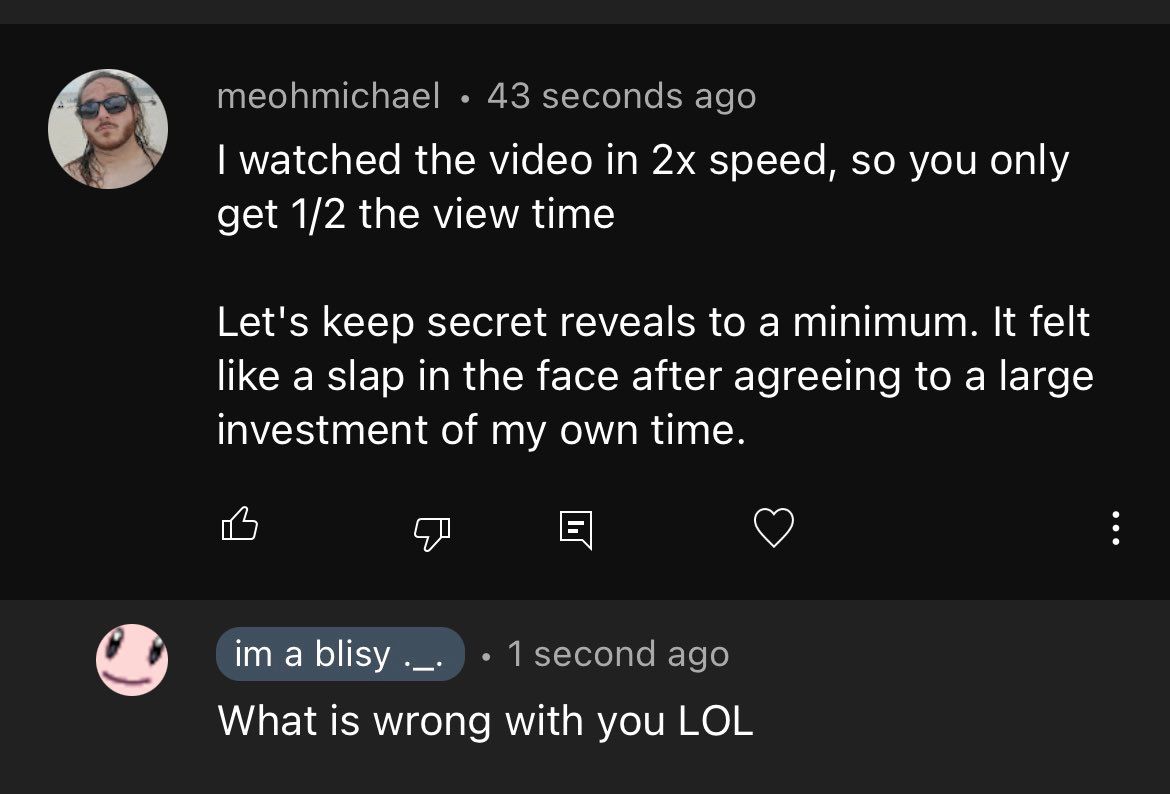 meohmichael • 43 seconds ago
I watched the video in 2x speed, so you only
get 1/2 the view time
Let's keep secret reveals to a minimum. It felt
like a slap in the face after agreeing to a large
investment of my own time.
im a blisy ._. • 1 second ago
What is wrong with you LOL